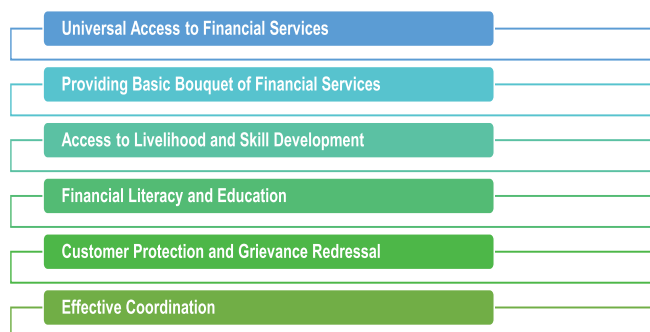 Universal Access to Financial Services
Providing Basic Bouquet of Financial Services
Access to Livelihood and Skill Development
Financial Literacy and Education
Customer Protection and Grievance Redressal
Effective Coordination